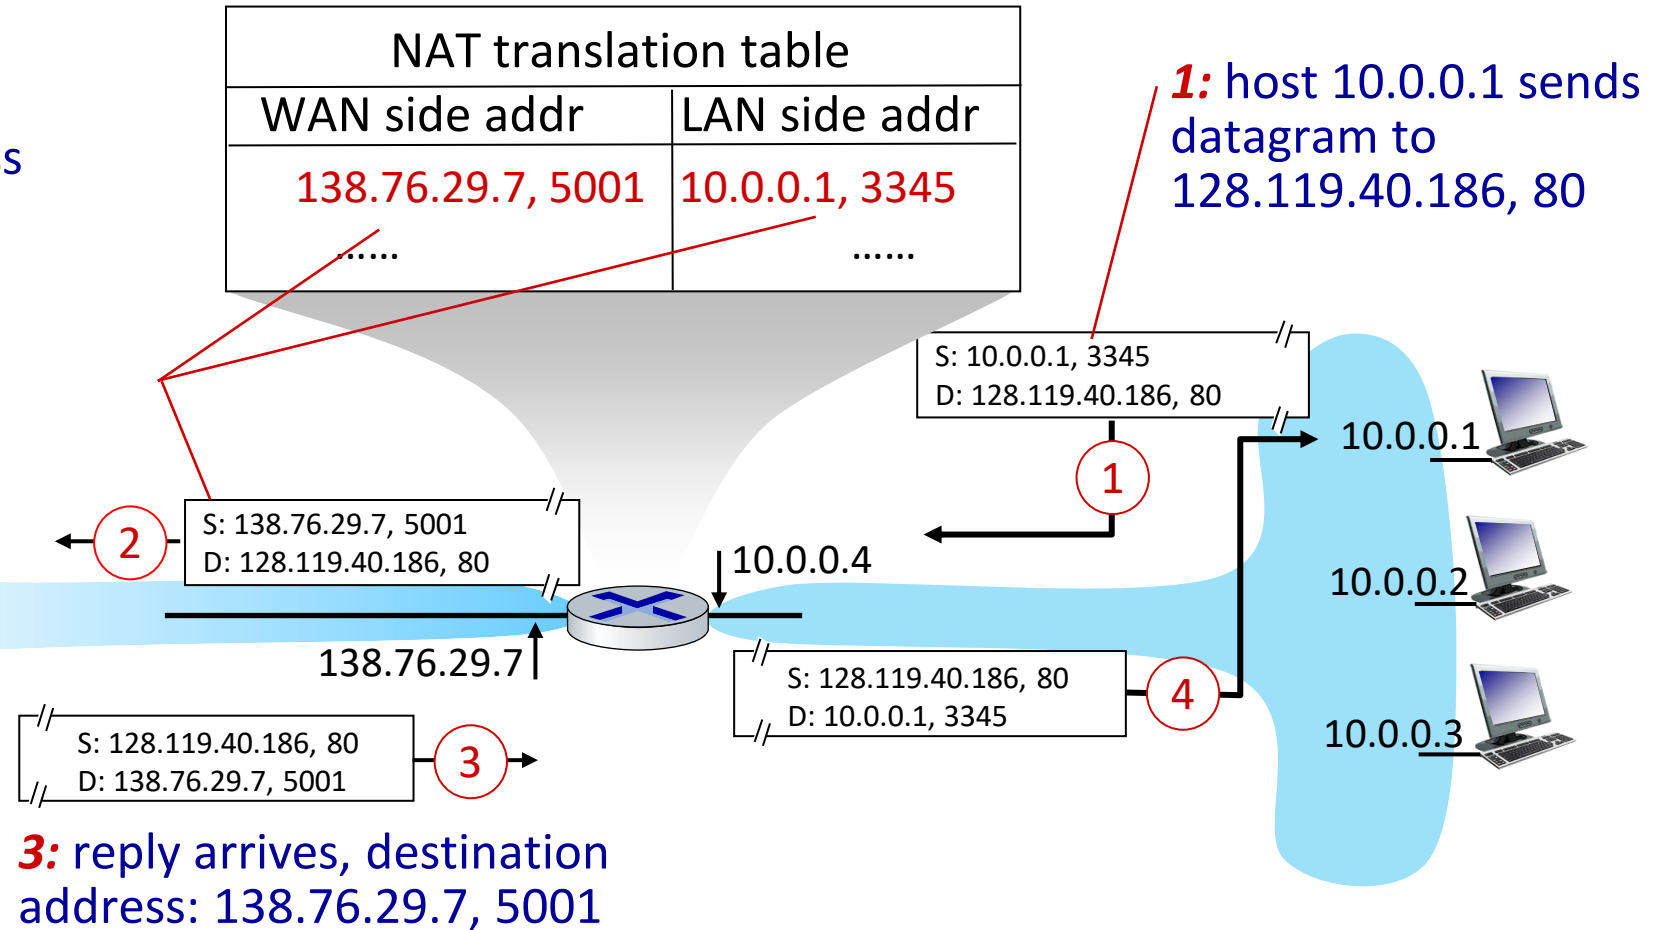 NAT translation table
WAN side addr LAN side addr
138.76.29.7, 5001 10.0.0.1, 3345
...... ......
1: host 10.0.0.1 sends
datagram to
128.119.40.186, 80
S: 10.0.0.1, 3345
D: 128.119.40.186, 80
1
10.0.0.1
2
S: 138.76.29.7, 5001
D: 128.119.40.186, 80
10.0.0.4
10.0.0.2
138.76.29.7
S: 128.119.40.186, 80
D: 10.0.0.1, 3345
4
10.0.0.3
S: 128.119.40.186, 80
D: 138.76.29.7, 5001
3
3: reply arrives, destination
address: 138.76.29.7, 5001